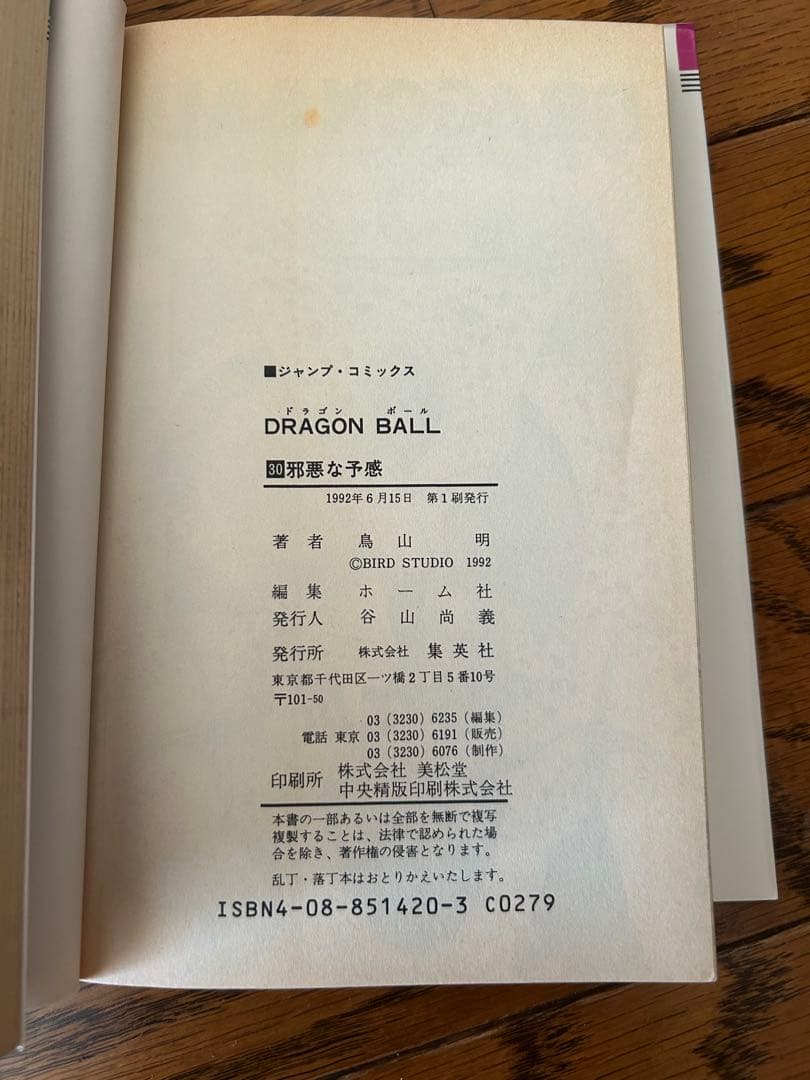 ■ジャンプ・コミックス
ドラゴン ボール
DRAGON BALL
30邪悪な予感
1992年6月15日 第1刷発行
著者 鳥山 明
©BIRD STUDIO 1992
編集 ホーム社
発行人 谷山尚義
発行所 株式会社 集英社
東京都千代田区一ツ橋2丁目5番10号
〒101-50
03(3230)6235(編集)
電話 東京 03(3230)6191(販売)
03(3230)6076(制作)
印刷所 株式会社 美松堂
中央精版印刷株式会社
本書の一部あるいは全部を無断で複写
複製することは、法律で認められた場
合を除き、著作権の侵害となります。
乱丁・落丁本はおとりかえいたします。
ISBN4-08-851420-3 C0279